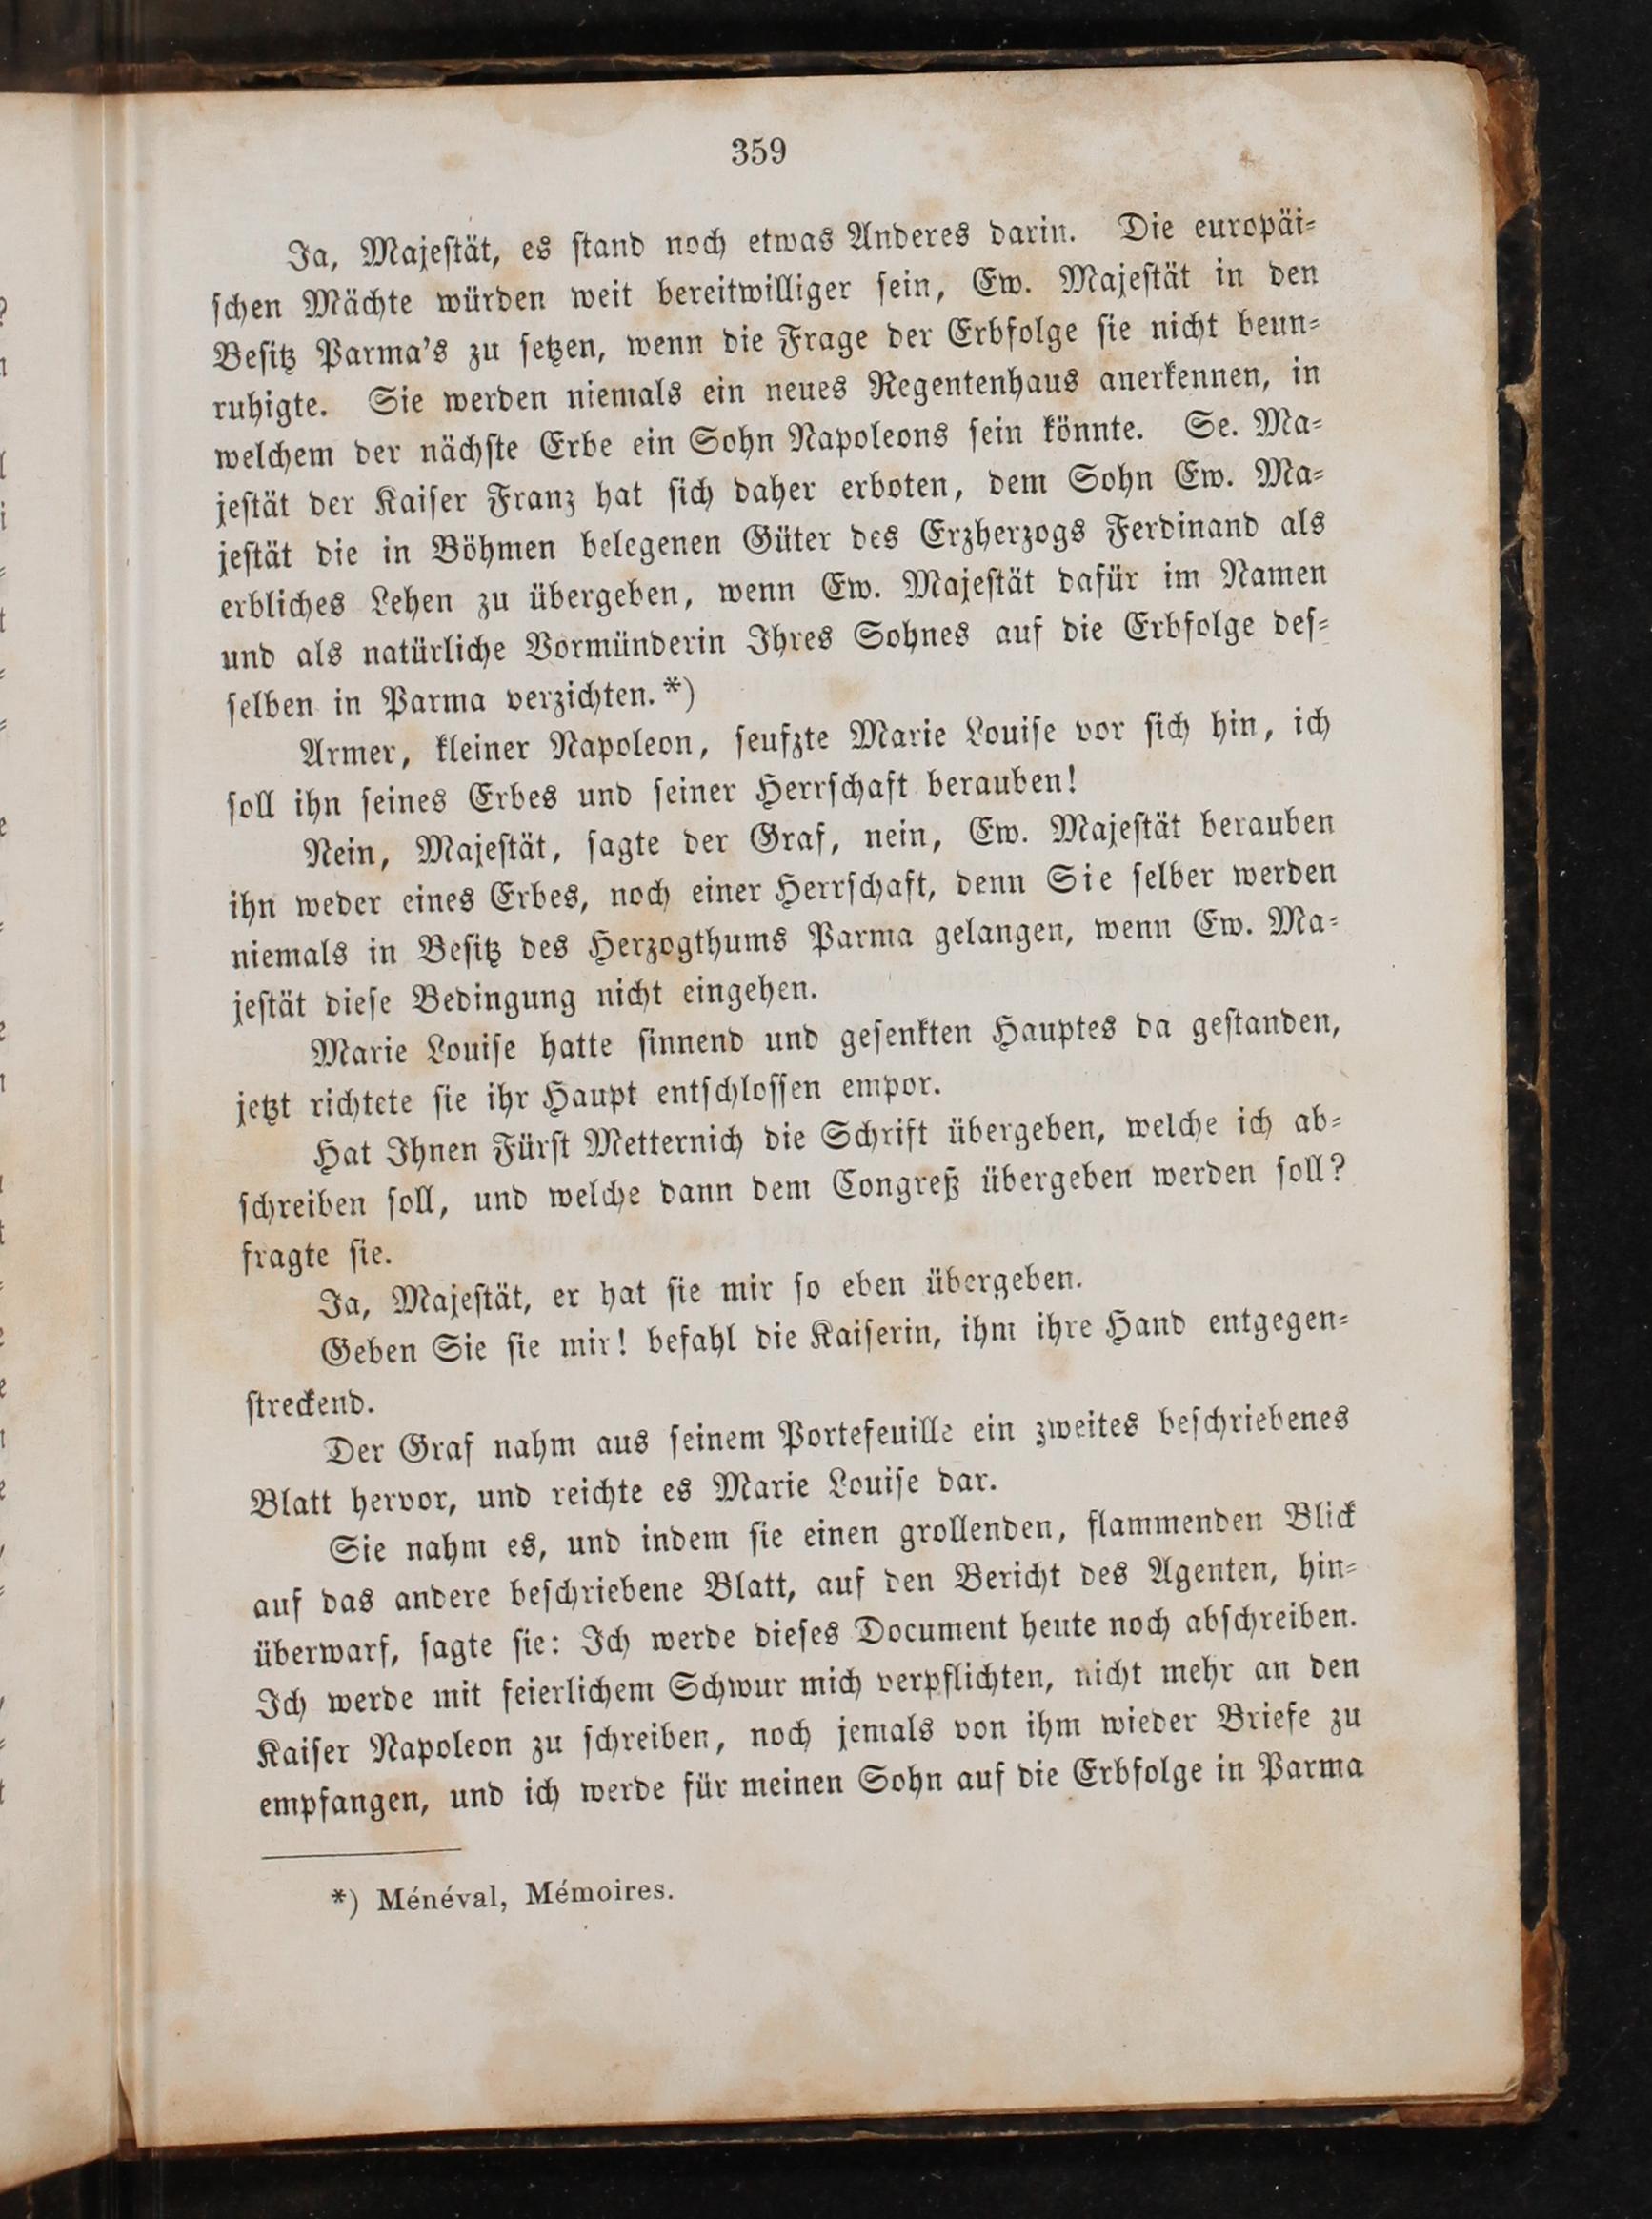 359
Ja, Majeſtät, es ſtand noch etwas Anderes darin. Die europäi⸗
ſchen Mächte würden weit bereitwilliger ſein, Ew. Majeſtät in den
Beſitz Parma's zu ſetzen, wenn die Frage der Erbfolge ſie nicht beun⸗
ruhigte. Sie werden niemals ein neues Regentenhaus anerkennen, in
welchem der nächſte Erbe ein Sohn Napoleons ſein könnte. Se. Ma⸗
jeſtät der Kaiſer Franz hat ſich daher erboten, dem Sohn Ew. Ma⸗
jeſtät die in Böhmen belegenen Güter des Erzherzogs Ferdinand als
erbliches Lehen zu übergeben, wenn Ew. Majeſtät dafür im Namen
und als natürliche Vormünderin Ihres Sohnes auf die Erbfolge deſ⸗
ſelben in Parma verzichten.*)
Armer, kleiner Napoleon, ſeufzte Marie Louiſe vor ſich hin, ich
ſoll ihn ſeines Erbes und ſeiner Herrſchaft berauben!
Nein, Majeſtät, ſagte der Graf, nein, Ew. Majeſtät berauben
ihn weder eines Erbes, noch einer Herrſchaft, denn Sie ſelber werden
niemals in Beſitz des Herzogthums Parma gelangen, wenn Ew. Ma⸗
jeſtät dieſe Bedingung nicht eingehen.
Marie Louiſe hatte ſinnend und geſenkten Hauptes da geſtanden,
jetzt richtete ſie ihr Haupt entſchloſſen empor.
Hat Ihnen Fürſt Metternich die Schrift übergeben, welche ich ab⸗
ſchreiben ſoll, und welche dann dem Congreß übergeben werden ſoll?
fragte ſie.
Ja, Majeſtät, er hat ſie mir ſo eben übergeben.
Geben Sie ſie mir! befahl die Kaiſerin, ihm ihre Hand entgegen⸗
ſtreckend.
Der Graf nahm aus ſeinem Portefeuille ein zweites beſchriebenes
Blatt hervor, und reichte es Marie Louiſe dar.
Sie nahm es, und indem ſie einen grollenden, flammenden Blick
auf das andere beſchriebene Blatt, auf den Bericht des Agenten, hin⸗
überwarf, ſagte ſie: Ich werde dieſes Document heute noch abſchreiben.
Ich werde mit feierlichem Schwur mich verpflichten, nicht mehr an den
Kaiſer Napoleon zu ſchreiben, noch jemals von ihm wieder Briefe zu
empfangen, und ich werde für meinen Sohn auf die Erbfolge in Parma
*) Ménéval, Mémoires.